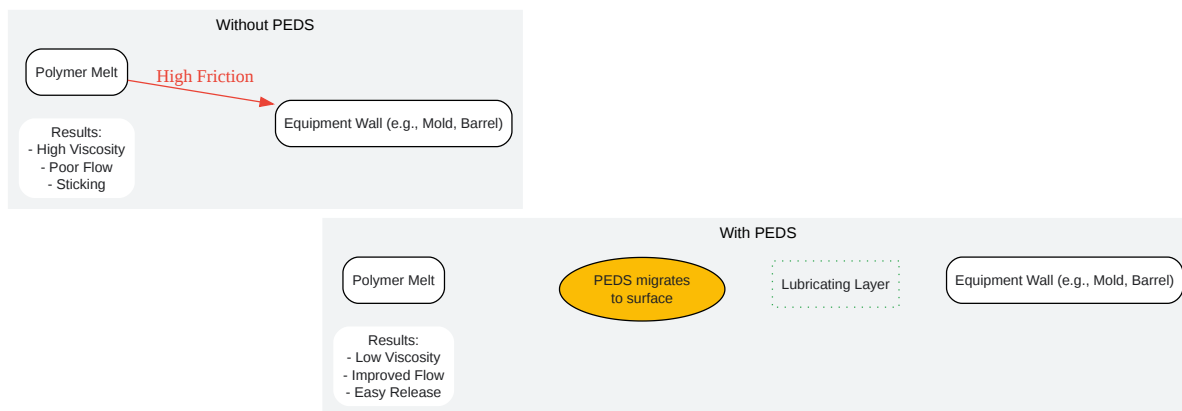 Without PEDS
Polymer Melt
High Friction
Equipment Wall (e.g., Mold, Barrel)
Results:
- High Viscosity
- Poor Flow
- Sticking
With PEDS
Polymer Melt
PEDS migrates
to surface
Lubricating Layer
Equipment Wall (e.g., Mold, Barrel)
Results:
- Low Viscosity
- Improved Flow
- Easy Release